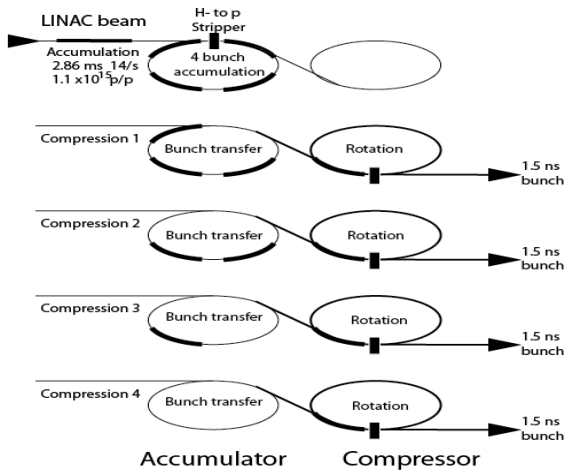 LINAC beam
H- to p
Stripper
Accumulation
2.86 ms 14/s
1.1 x10^15 p/p
4 bunch
accumulation
Compression 1
Bunch transfer
Rotation
1.5 ns
bunch
Compression 2
Bunch transfer
Rotation
1.5 ns
bunch
Compression 3
Bunch transfer
Rotation
1.5 ns
bunch
Compression 4
Bunch transfer
Rotation
1.5 ns
bunch
Accumulator
Compressor